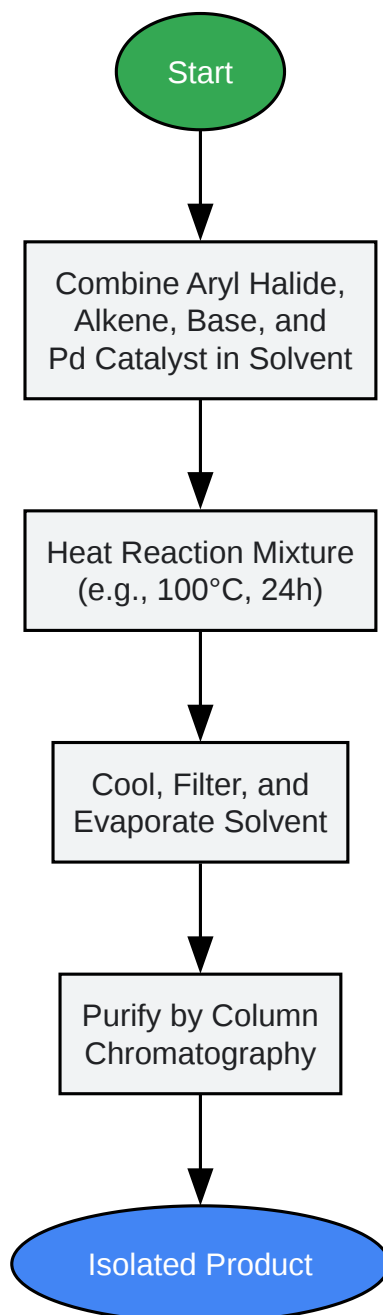 Start
Combine Aryl Halide,
Alkene, Base, and
Pd Catalyst in Solvent
Heat Reaction Mixture
(e.g., 100°C, 24h)
Cool, Filter, and
Evaporate Solvent
Purify by Column
Chromatography
Isolated Product